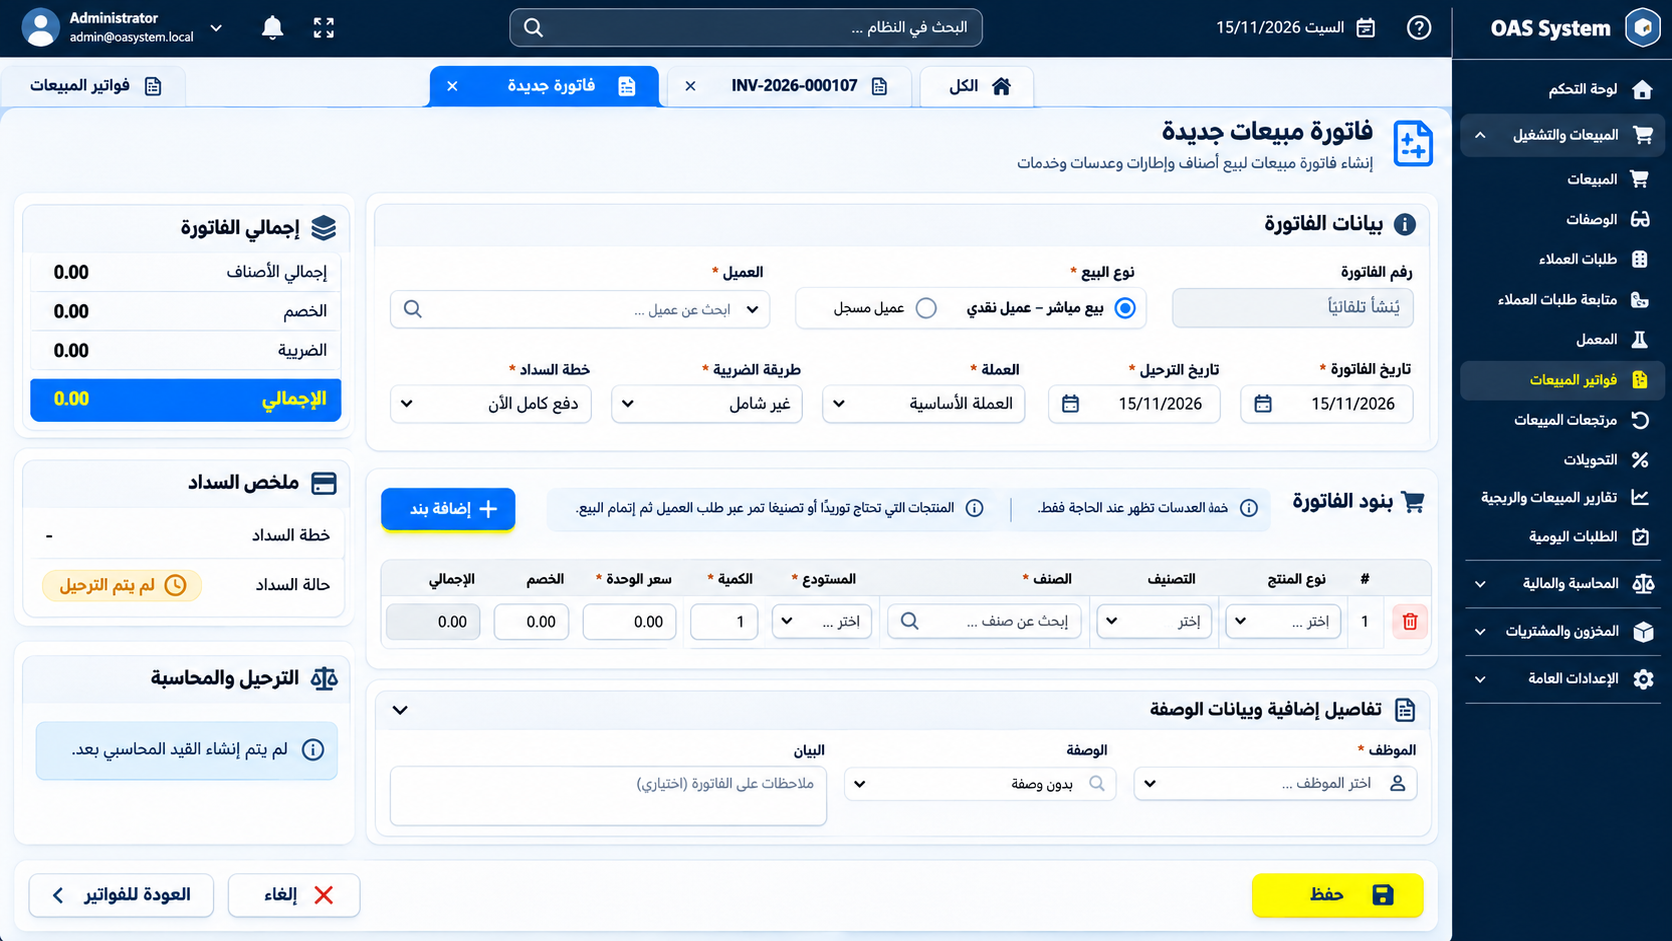 OAS System
السبت 15/11/2026
البحث في النظام ...
Administrator
admin@oasystem.local
لوحة التحكم
المبيعات والتشغيل
المبيعات
الوصفات
طلبات العملاء
متابعة طلبات العملاء
المعمل
فواتير المبيعات
مرتجعات المبيعات
التحويلات
تقارير المبيعات والربحية
الطلبات اليومية
المحاسبة والمالية
المخزون والمشتريات
الإعدادات العامة
الكل
INV-2026-000107
فاتورة جديدة
فواتير المبيعات
فاتورة مبيعات جديدة
إنشاء فاتورة مبيعات لبيع أصناف وإطارات وعدسات وخدمات
بيانات الفاتورة
رقم الفاتورة
يُنشأ تلقائيًا
نوع البيع *
بيع مباشر – عميل نقدي
عميل مسجل
العميل *
ابحث عن عميل ...
تاريخ الفاتورة *
15/11/2026
تاريخ الترحيل *
15/11/2026
العملة *
العملة الأساسية
طريقة الضريبة *
غير شامل
خطة السداد *
دفع كامل الأن
بنود الفاتورة
العدسات تظهر عند الحاجة فقط.
المنتجات التي تحتاج توريدًا أو تصنيعًا تمر عبر طلب العميل ثم إتمام البيع.
+ إضافة بند
# نوع المنتج التصنيف الصنف * المستودع * الكمية * سعر الوحدة * الخصم الإجمالي
1 إختر ... إختر إبحث عن صنف ... اختر ... 1 0.00 0.00 0.00
تفاصيل إضافية وبيانات الوصفة
الموظف *
اختر الموظف ...
الوصفة
بدون وصفة
البيان
ملاحظات على الفاتورة (اختياري)
إجمالي الفاتورة
إجمالي الأصناف 0.00
الخصم 0.00
الضريبة 0.00
الإجمالي 0.00
ملخص السداد
خطة السداد -
حالة السداد لم يتم الترحيل
الترحيل والمحاسبة
لم يتم إنشاء القيد المحاسبي بعد.
حفظ
إلغاء
العودة للفواتير